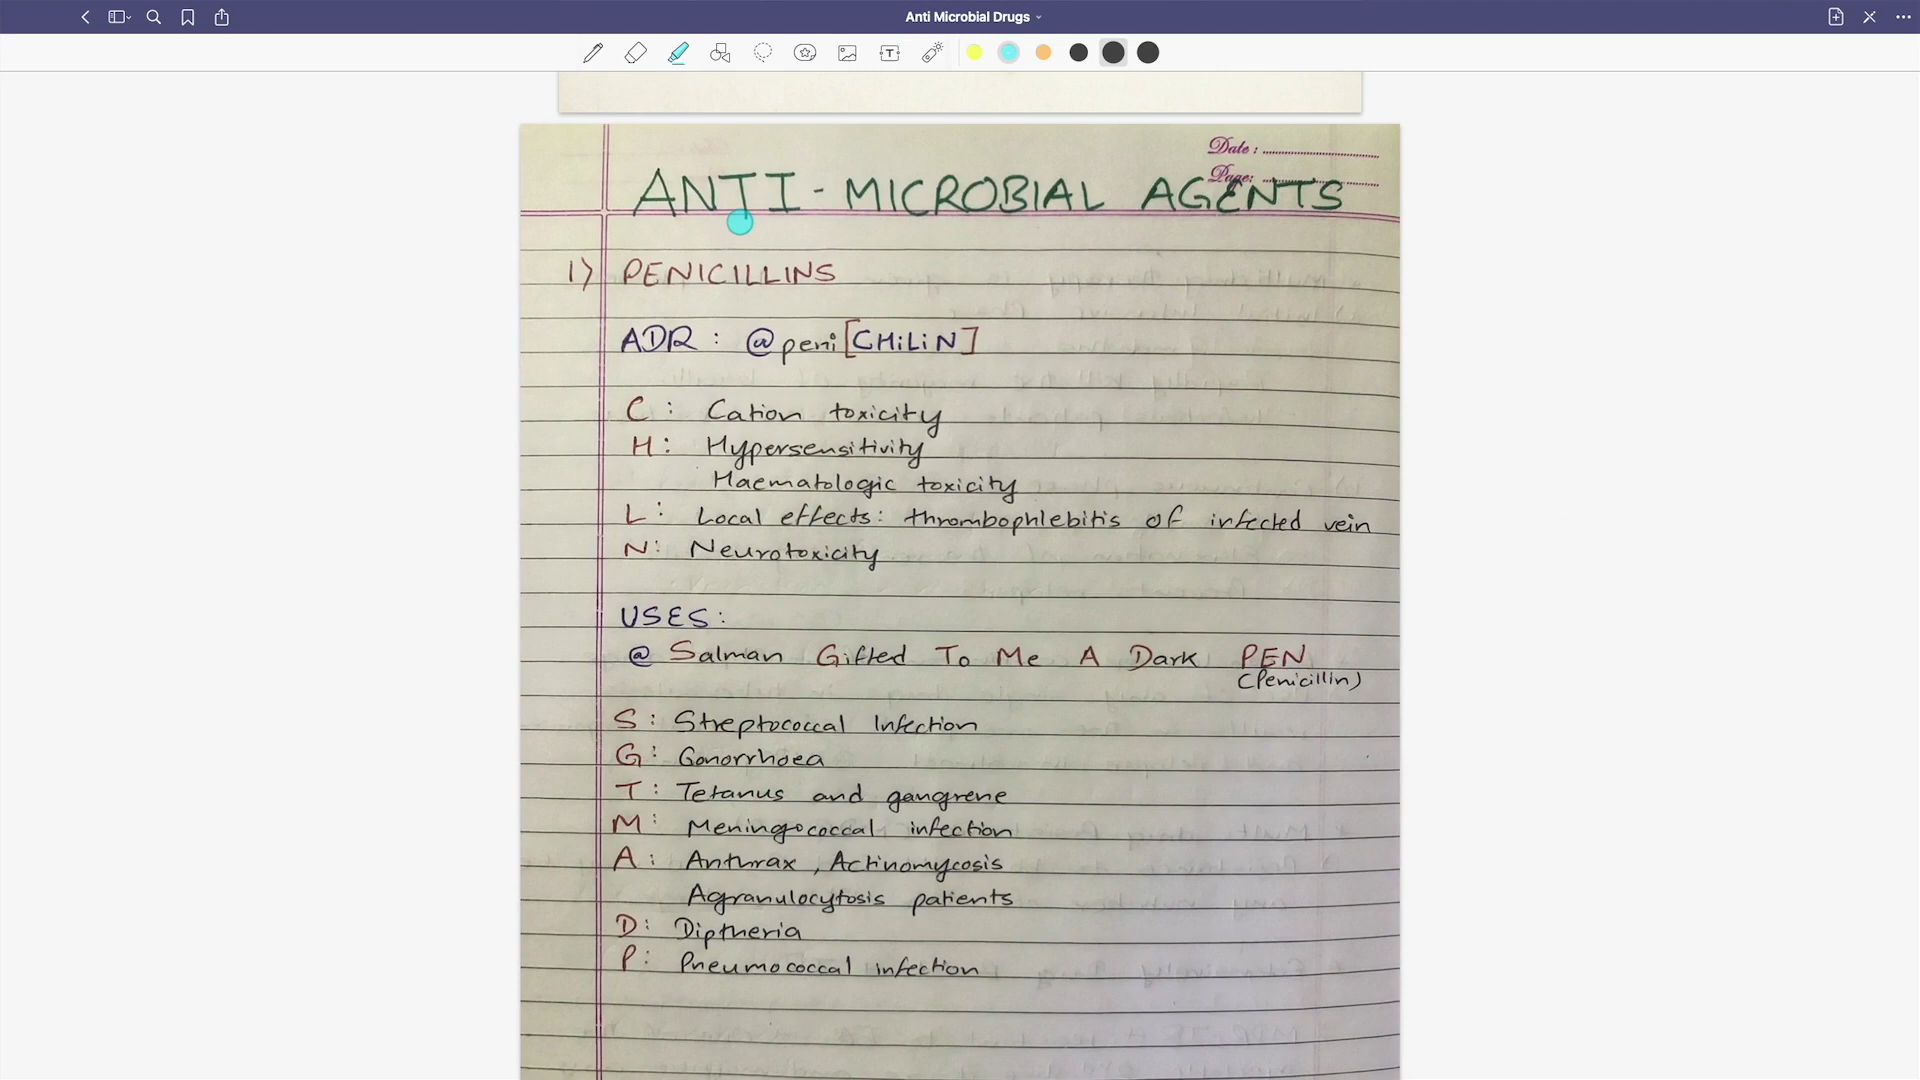 Anti Microbial Drugs
Date :
Page:
ANTI - MICROBIAL AGENTS
1) PENICILLINS
ADR : @ peni [CHiLiN]
C : Cation toxicity
H : Hypersensitivity
Haematologic toxicity
L : Local effects : thrombophlebitis of infected vein
N : Neurotoxicity
USES :
@ Salman Gifted To Me A Dark PEN
(Penicillin)
S : Streptococcal Infection
G : Gonorrhoea
T : Tetanus and gangrene
M : Meningococcal infection
A : Anthrax , Actinomycosis
Agranulocytosis patients
D : Diptheria
P : Pneumococcal infection